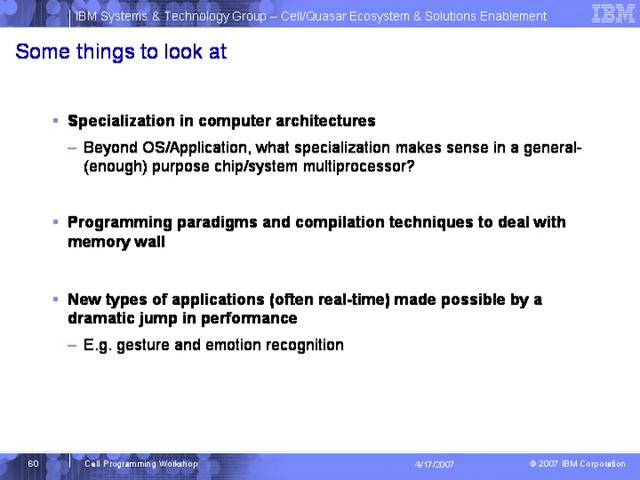 IBM Systems & Technology Group – Cell/Quasar Ecosystem & Solutions Enablement
IBM
Some things to look at
▪ Specialization in computer architectures
– Beyond OS/Application, what specialization makes sense in a general-
(enough) purpose chip/system multiprocessor?
▪ Programming paradigms and compilation techniques to deal with
memory wall
▪ New types of applications (often real-time) made possible by a
dramatic jump in performance
– E.g. gesture and emotion recognition
60 Cell Programming Workshop 4/17/2007 © 2007 IBM Corporation